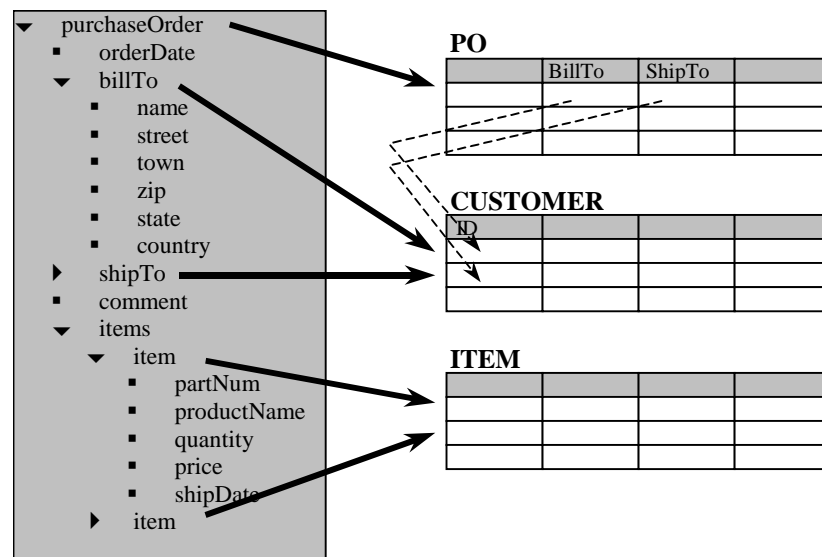 purchaseOrder
orderDate
billTo
name
street
town
zip
state
country
shipTo
comment
items
item
partNum
productName
quantity
price
shipDate
item
PO
BillTo ShipTo
CUSTOMER
ID
ITEM